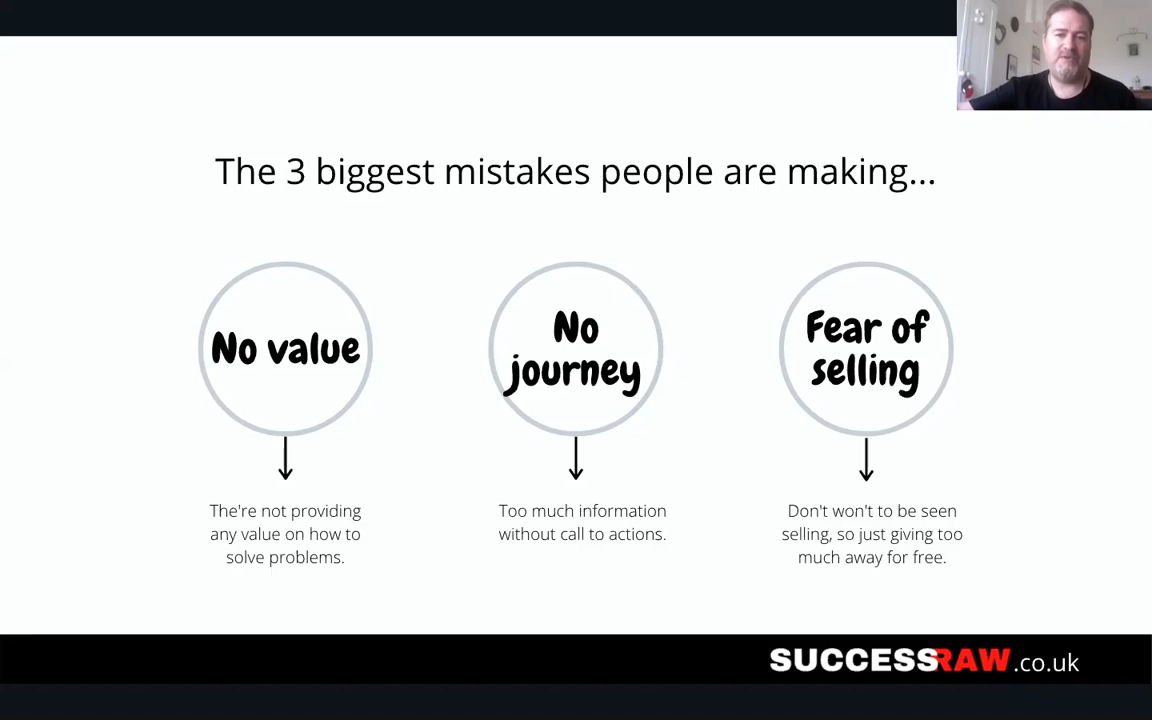 The 3 biggest mistakes people are making...
No value
No
journey
Fear of
selling
The're not providing
any value on how to
solve problems.
Too much information
without call to actions.
Don't won't to be seen
selling, so just giving too
much away for free.
SUCCESSRAW.co.uk